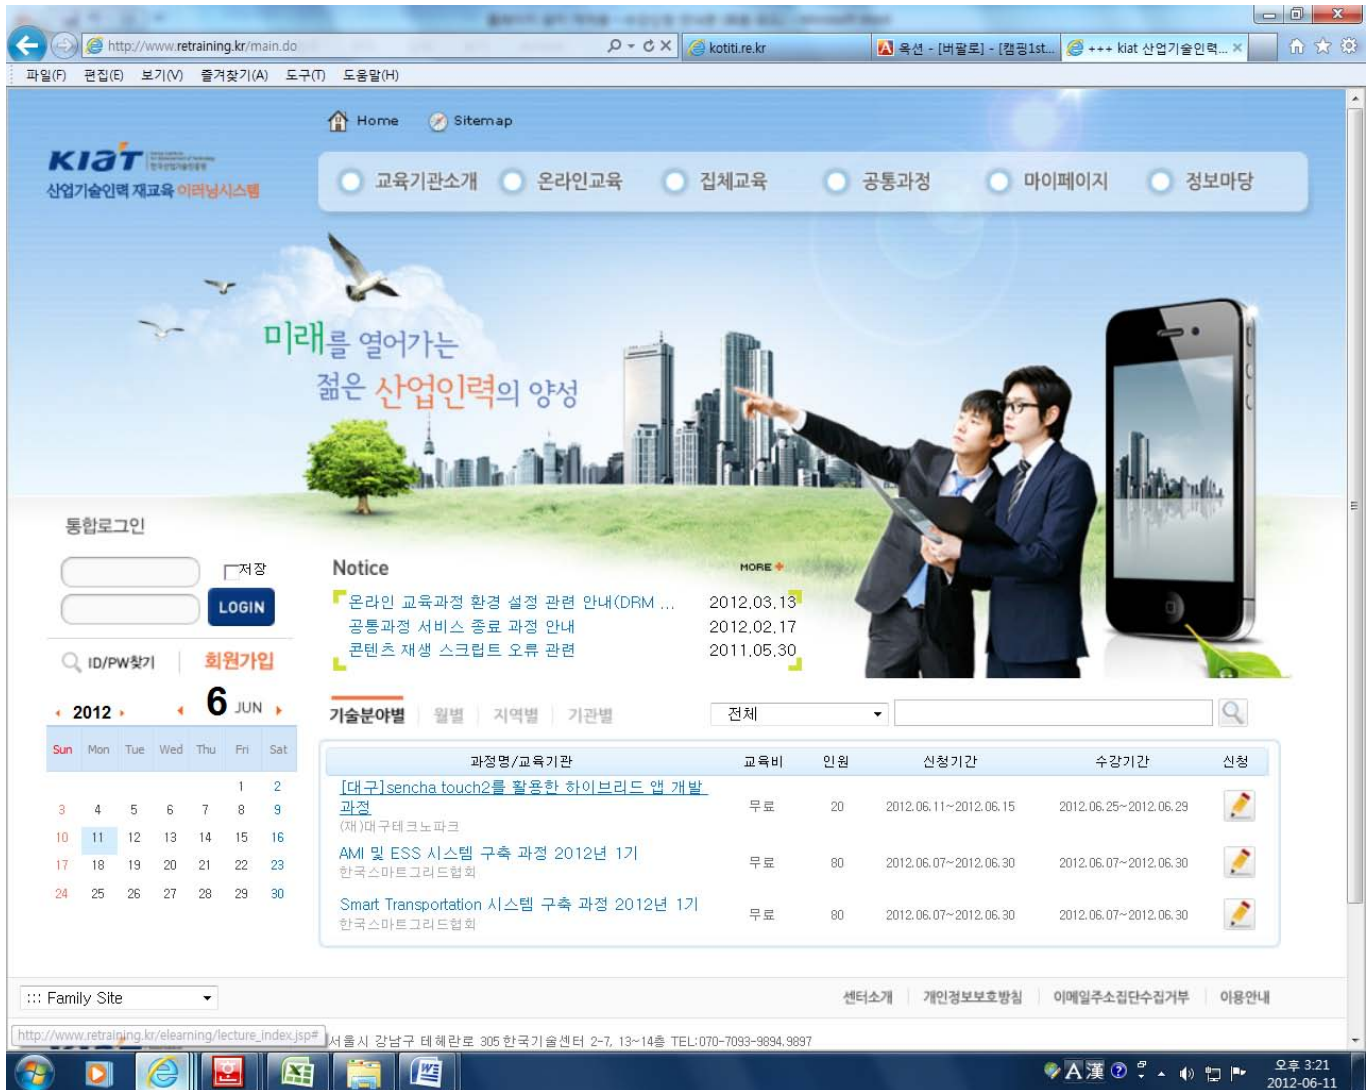 http://www.retraining.kr/main.do
kotiti.re.kr
옥션 - [버팔로] - [캠핑1st...
+++ kiat 산업기술인력...
파일(F) 편집(E) 보기(V) 즐겨찾기(A) 도구(T) 도움말(H)
Home Sitemap
KIAT
산업기술인력 재교육 이러닝시스템
교육기관소개 온라인교육 집체교육 공통과정 마이페이지 정보마당
미래를 열어가는
젊은 산업인력의 양성
통합로그인
저장
LOGIN
ID/PW찾기 회원가입
Notice MORE
온라인 교육과정 환경 설정 관련 안내(DRM ... 2012.03.13
공통과정 서비스 종료 과정 안내 2012.02.17
콘텐츠 재생 스크립트 오류 관련 2011.05.30
2012 6 JUN
Sun Mon Tue Wed Thu Fri Sat
1 2
3 4 5 6 7 8 9
10 11 12 13 14 15 16
17 18 19 20 21 22 23
24 25 26 27 28 29 30
기술분야별 월별 지역별 기관별 전체
과정명/교육기관 교육비 인원 신청기간 수강기간 신청
[대구]sencha touch2를 활용한 하이브리드 앱 개발
과정
(재)대구테크노파크
무료 20 2012.06.11~2012.06.15 2012.06.25~2012.06.29
AMI 및 ESS 시스템 구축 과정 2012년 1기
한국스마트그리드협회
무료 80 2012.06.07~2012.06.30 2012.06.07~2012.06.30
Smart Transportation 시스템 구축 과정 2012년 1기
한국스마트그리드협회
무료 80 2012.06.07~2012.06.30 2012.06.07~2012.06.30
::: Family Site
센터소개 개인정보보호방침 이메일주소집단수집거부 이용안내
http://www.retraining.kr/elearning/lecture_index.jsp#
서울시 강남구 테헤란로 305 한국기술센터 2-7, 13~14층 TEL:070-7093-9894,9897
A 漢
오후 3:21
2012-06-11